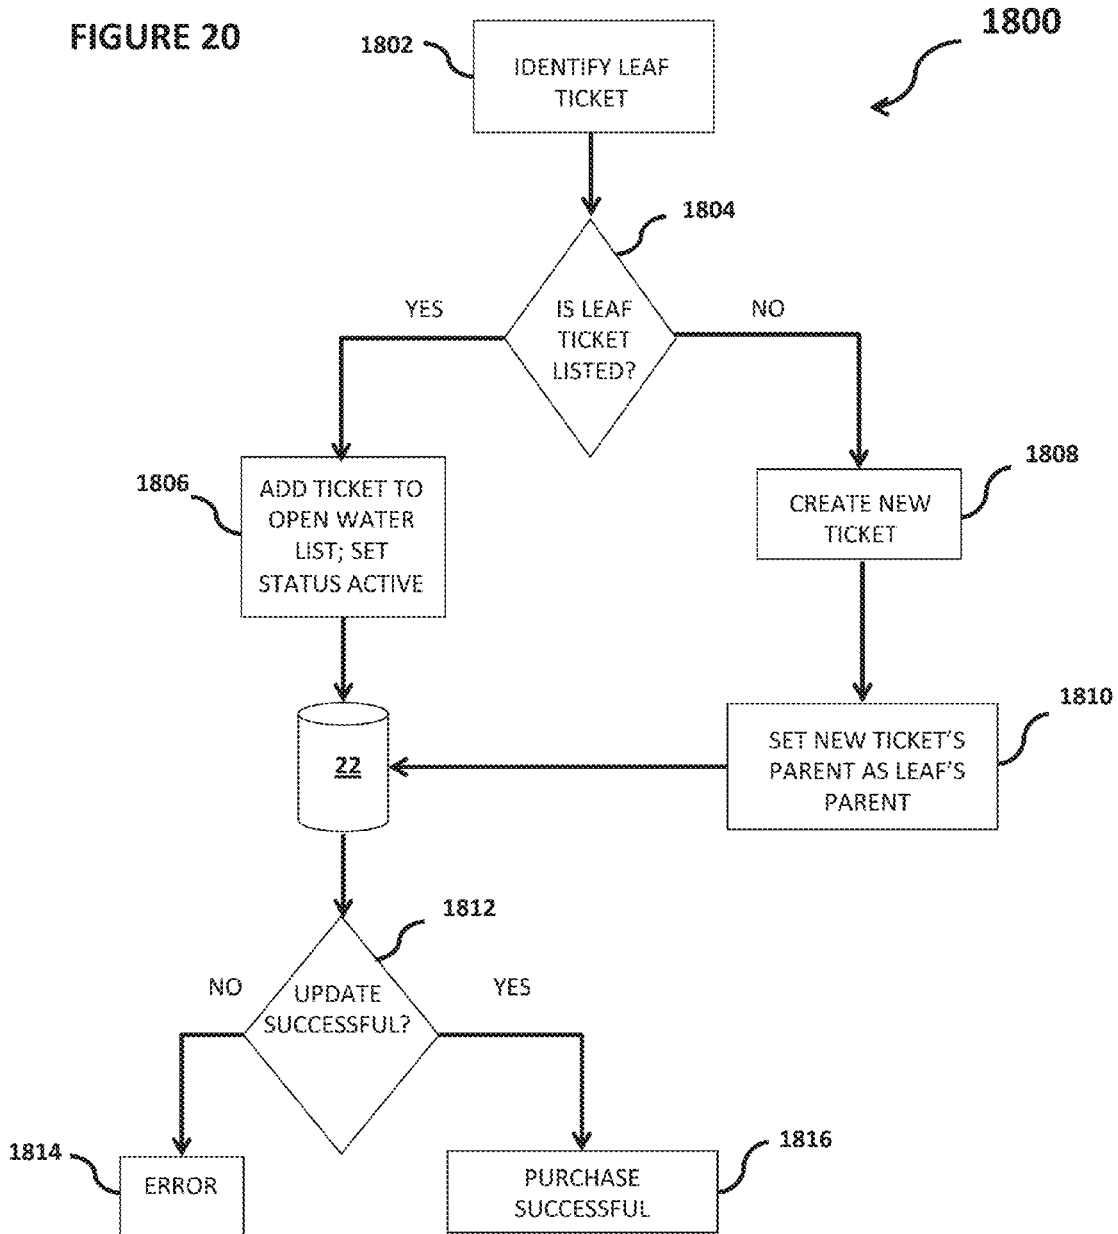 FIGURE 20
1800
1802
IDENTIFY LEAF
TICKET
1804
YES
NO
IS LEAF
TICKET
LISTED?
1806
ADD TICKET TO
OPEN WATER
LIST; SET
STATUS ACTIVE
1808
CREATE NEW
TICKET
1810
SET NEW TICKET'S
PARENT AS LEAF'S
PARENT
22
1812
NO
YES
UPDATE
SUCCESSFUL?
1814
ERROR
1816
PURCHASE
SUCCESSFUL